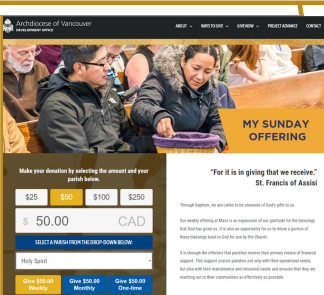 Archdiocese of Vancouver
DEVELOPMENT OFFICE
ABOUT
WAYS TO GIVE
GIVE NOW
PROJECT ADVANCE
CONTACT
MY SUNDAY
OFFERING
Make your donation by selecting the amount and your
parish below.
$25
$50
$100
$250
$ 50.00 CAD
SELECT A PARISH FROM THE DROP-DOWN BELOW:
Holy Spirit
Give $50.00
Weekly
Give $50.00
Monthly
Give $50.00
One-time
"For it is in giving that we receive."
St. Francis of Assisi
Through baptism, we are called to be stewards of God's gifts to us.
Our weekly offering at Mass is an expression of our gratitude for the blessings
that God has given us. It is also an opportunity for us to return a portion of
these blessings back to God for use by His Church.
It is through the offertory that parishes receive their primary means of financial
support. This support assists parishes not only with their operational needs,
but also with their maintenance and missional needs and ensures that they are
reaching out to their communities as effectively as possible.